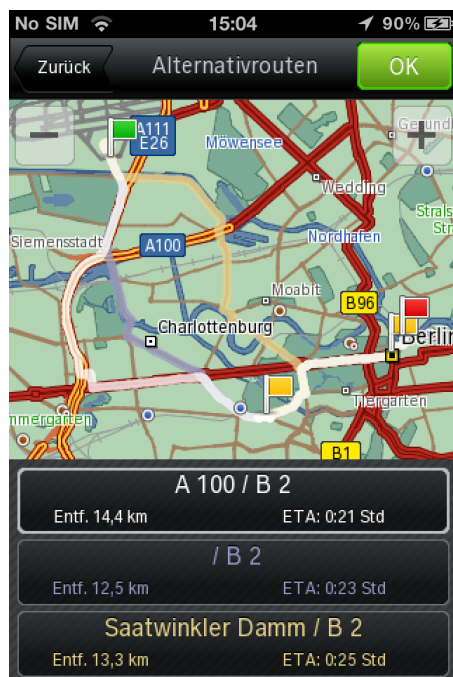 No SIM 15:04 90%
Zurück Alternativrouten OK
A111
E26
Möwensee
Wedding
Siemensstadt
A100
Nordhafen
Moabit
B96
Charlottenburg
Berlin
Tiergarten
B1
A 100 / B 2
Entf. 14,4 km ETA: 0:21 Std
/ B 2
Entf. 12,5 km ETA: 0:23 Std
Saatwinkler Damm / B 2
Entf. 13,3 km ETA: 0:25 Std